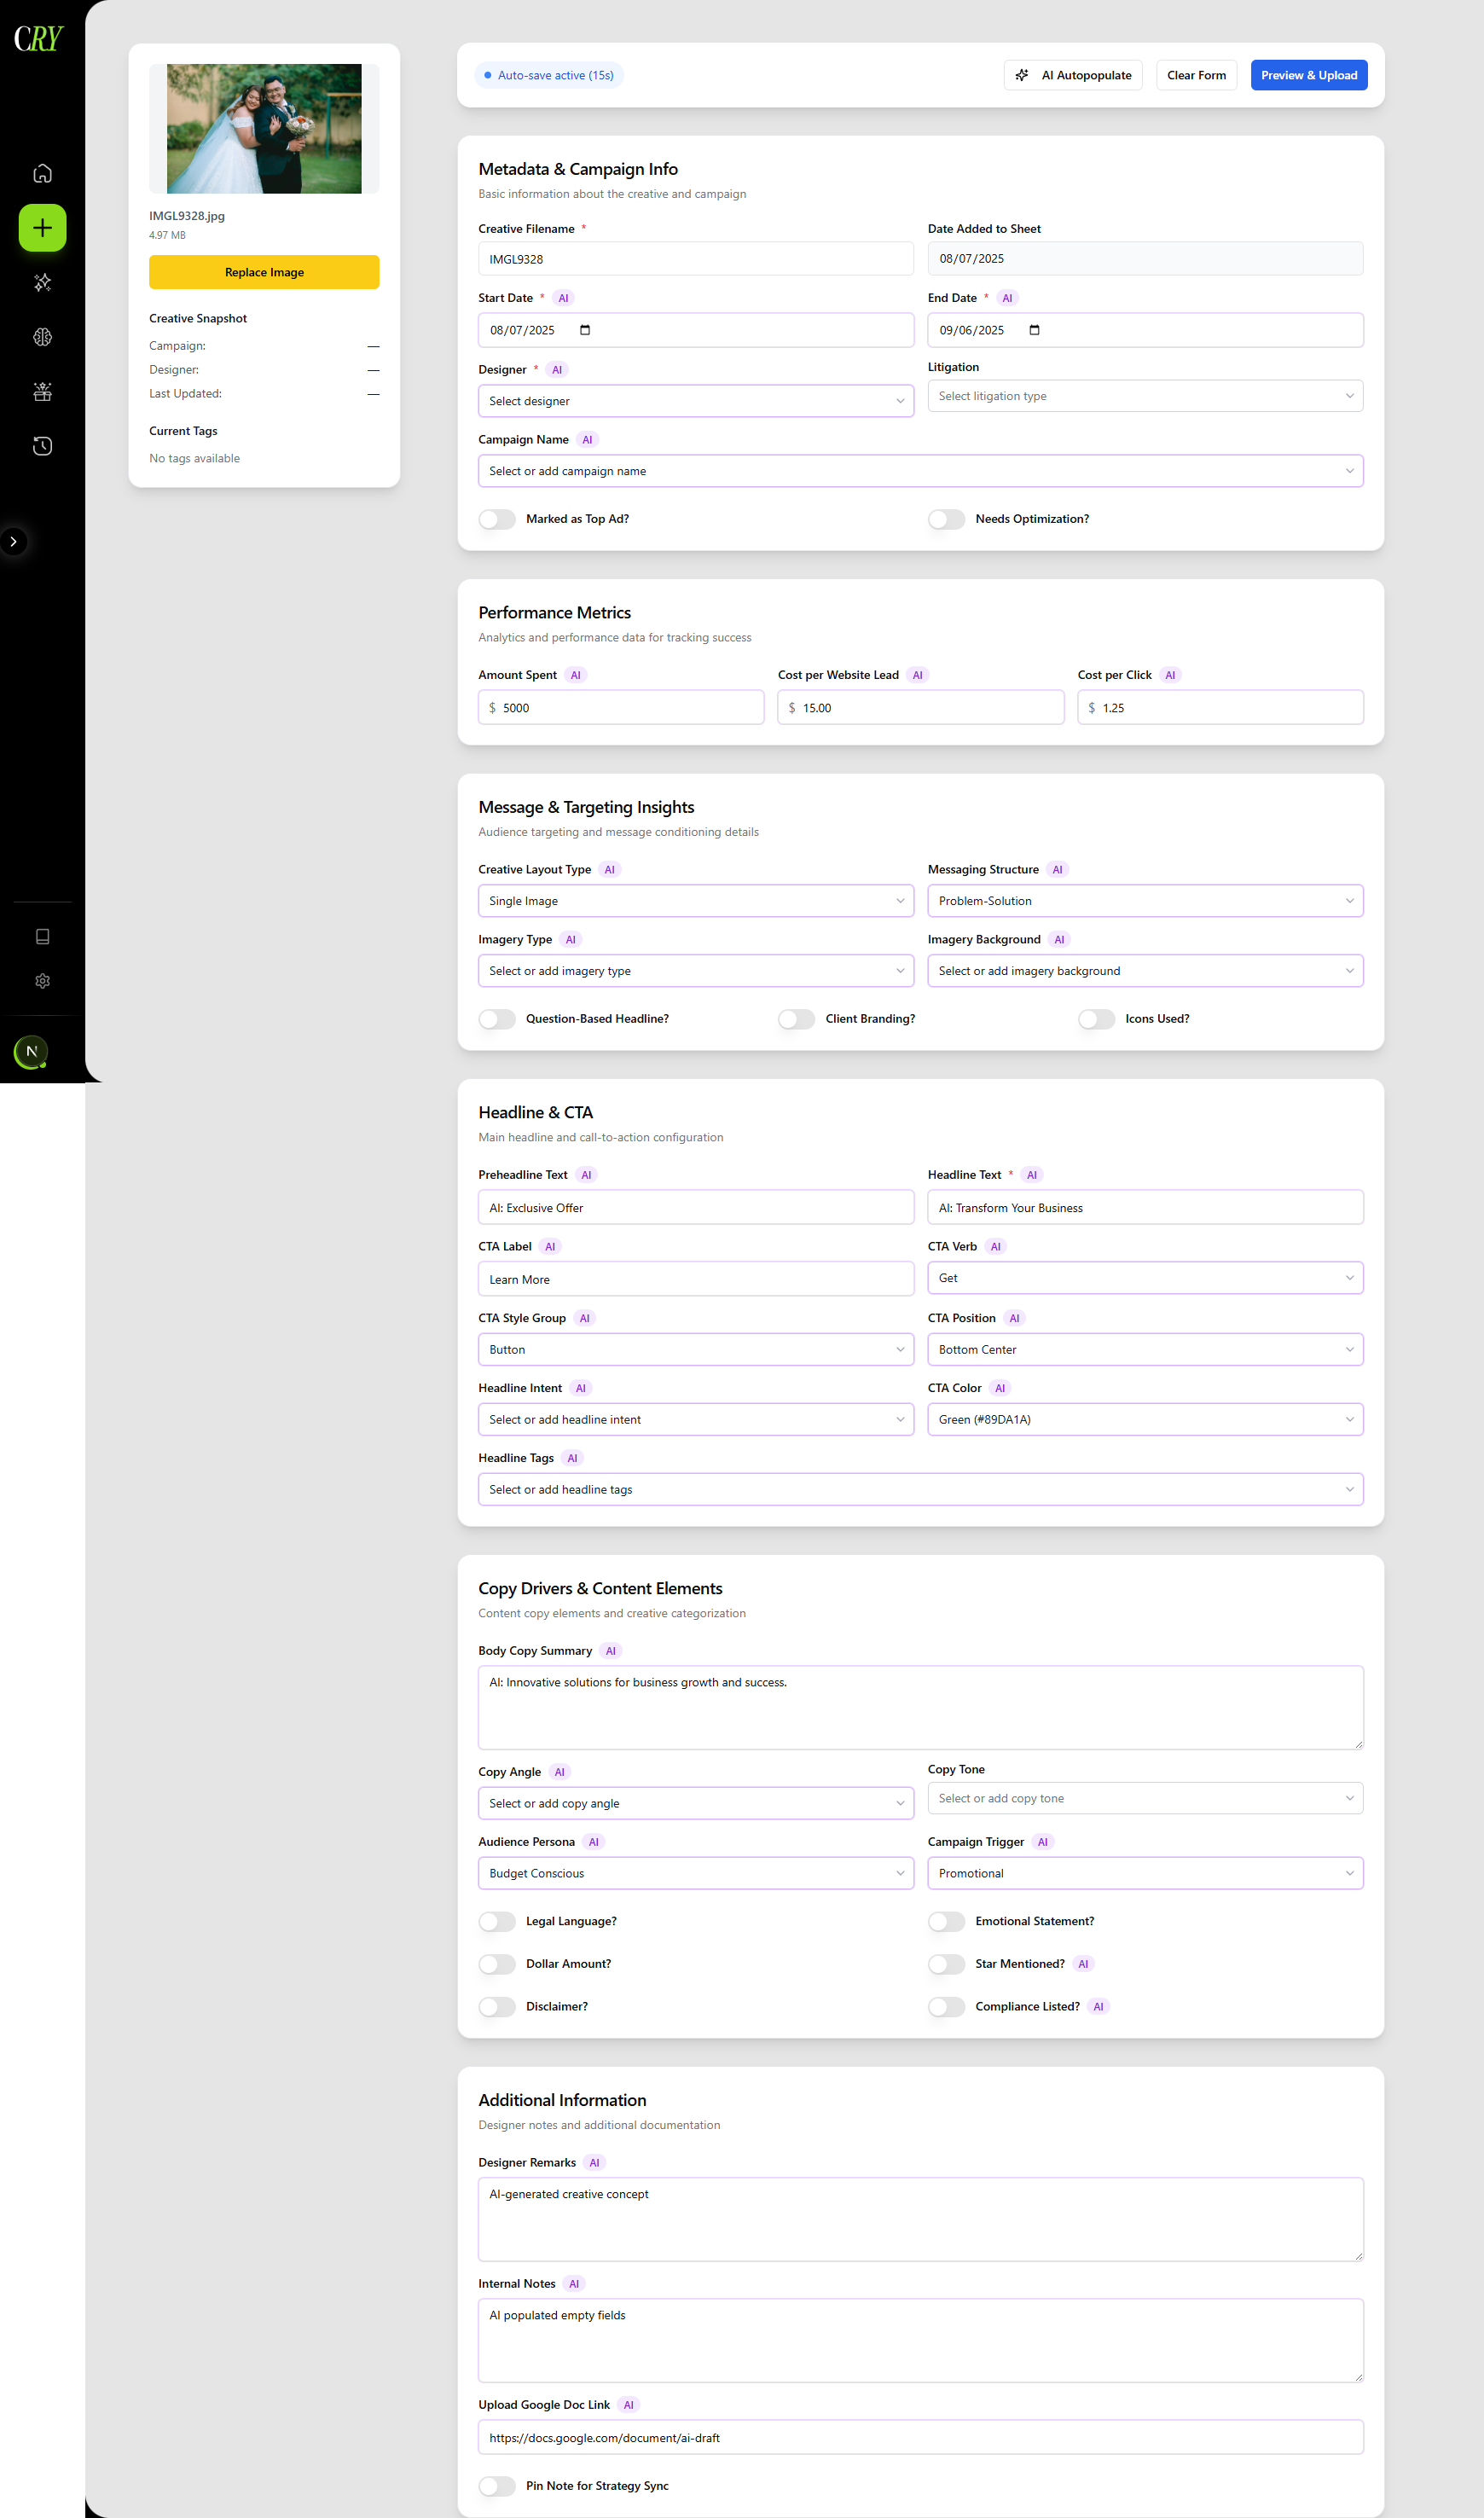 CRY
N
IMGL9328.jpg
4.97 MB
Replace Image
Creative Snapshot
Campaign: —
Designer: —
Last Updated: —
Current Tags
No tags available
Auto-save active (15s)
AI Autopopulate
Clear Form
Preview & Upload
Metadata & Campaign Info
Basic information about the creative and campaign
Creative Filename *
IMGL9328
Date Added to Sheet
08/07/2025
Start Date * AI
08/07/2025
End Date * AI
09/06/2025
Designer * AI
Select designer
Litigation
Select litigation type
Campaign Name AI
Select or add campaign name
Marked as Top Ad?
Needs Optimization?
Performance Metrics
Analytics and performance data for tracking success
Amount Spent AI
$ 5000
Cost per Website Lead AI
$ 15.00
Cost per Click AI
$ 1.25
Message & Targeting Insights
Audience targeting and message conditioning details
Creative Layout Type AI
Single Image
Messaging Structure AI
Problem-Solution
Imagery Type AI
Select or add imagery type
Imagery Background AI
Select or add imagery background
Question-Based Headline?
Client Branding?
Icons Used?
Headline & CTA
Main headline and call-to-action configuration
Preheadline Text AI
AI: Exclusive Offer
Headline Text * AI
AI: Transform Your Business
CTA Label AI
Learn More
CTA Verb AI
Get
CTA Style Group AI
Button
CTA Position AI
Bottom Center
Headline Intent AI
Select or add headline intent
CTA Color AI
Green (#89DA1A)
Headline Tags AI
Select or add headline tags
Copy Drivers & Content Elements
Content copy elements and creative categorization
Body Copy Summary AI
AI: Innovative solutions for business growth and success.
Copy Angle AI
Select or add copy angle
Copy Tone
Select or add copy tone
Audience Persona AI
Budget Conscious
Campaign Trigger AI
Promotional
Legal Language?
Emotional Statement?
Dollar Amount?
Star Mentioned? AI
Disclaimer?
Compliance Listed? AI
Additional Information
Designer notes and additional documentation
Designer Remarks AI
AI-generated creative concept
Internal Notes AI
AI populated empty fields
Upload Google Doc Link AI
https://docs.google.com/document/ai-draft
Pin Note for Strategy Sync